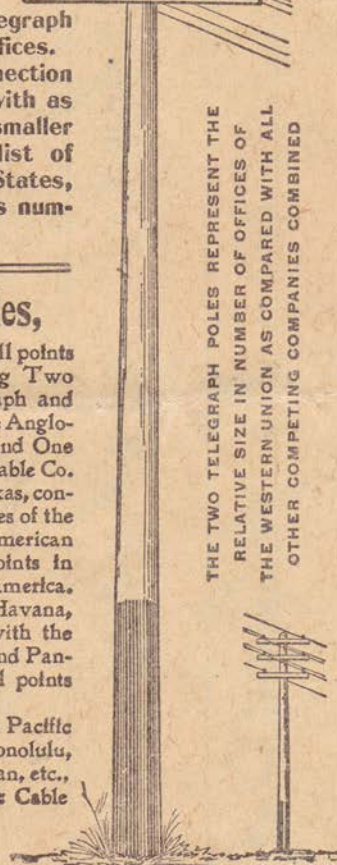 egraph
fices.
nection
with as
smaller
list of
States,
s num-
es,
ll points
g Two
ph and
Anglo-
nd One
able Co.
xas, con-
es of the
merican
oints in
merica.
Havana,
with the
nd Pan-
l points
Pacific
onolulu,
an, etc.,
Cable
THE TWO TELEGRAPH POLES REPRESENT THE
RELATIVE SIZE IN NUMBER OF OFFICES OF
THE WESTERN UNION AS COMPARED WITH ALL
OTHER COMPETING COMPANIES COMBINED